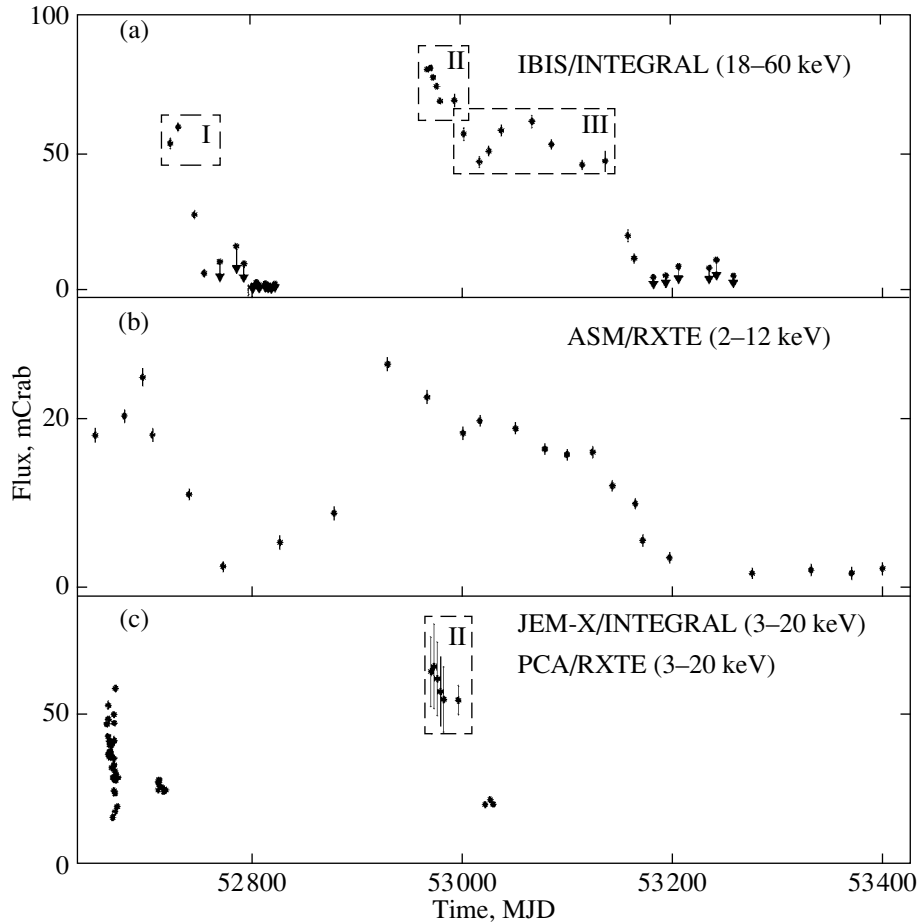 100
(a)
II
IBIS/INTEGRAL (18–60 keV)
I
III
50
0
(b)
ASM/RXTE (2–12 keV)
20
Flux, mCrab
0
(c)
II
JEM-X/INTEGRAL (3–20 keV)
PCA/RXTE (3–20 keV)
50
0
52800
53000
53200
53400
Time, MJD